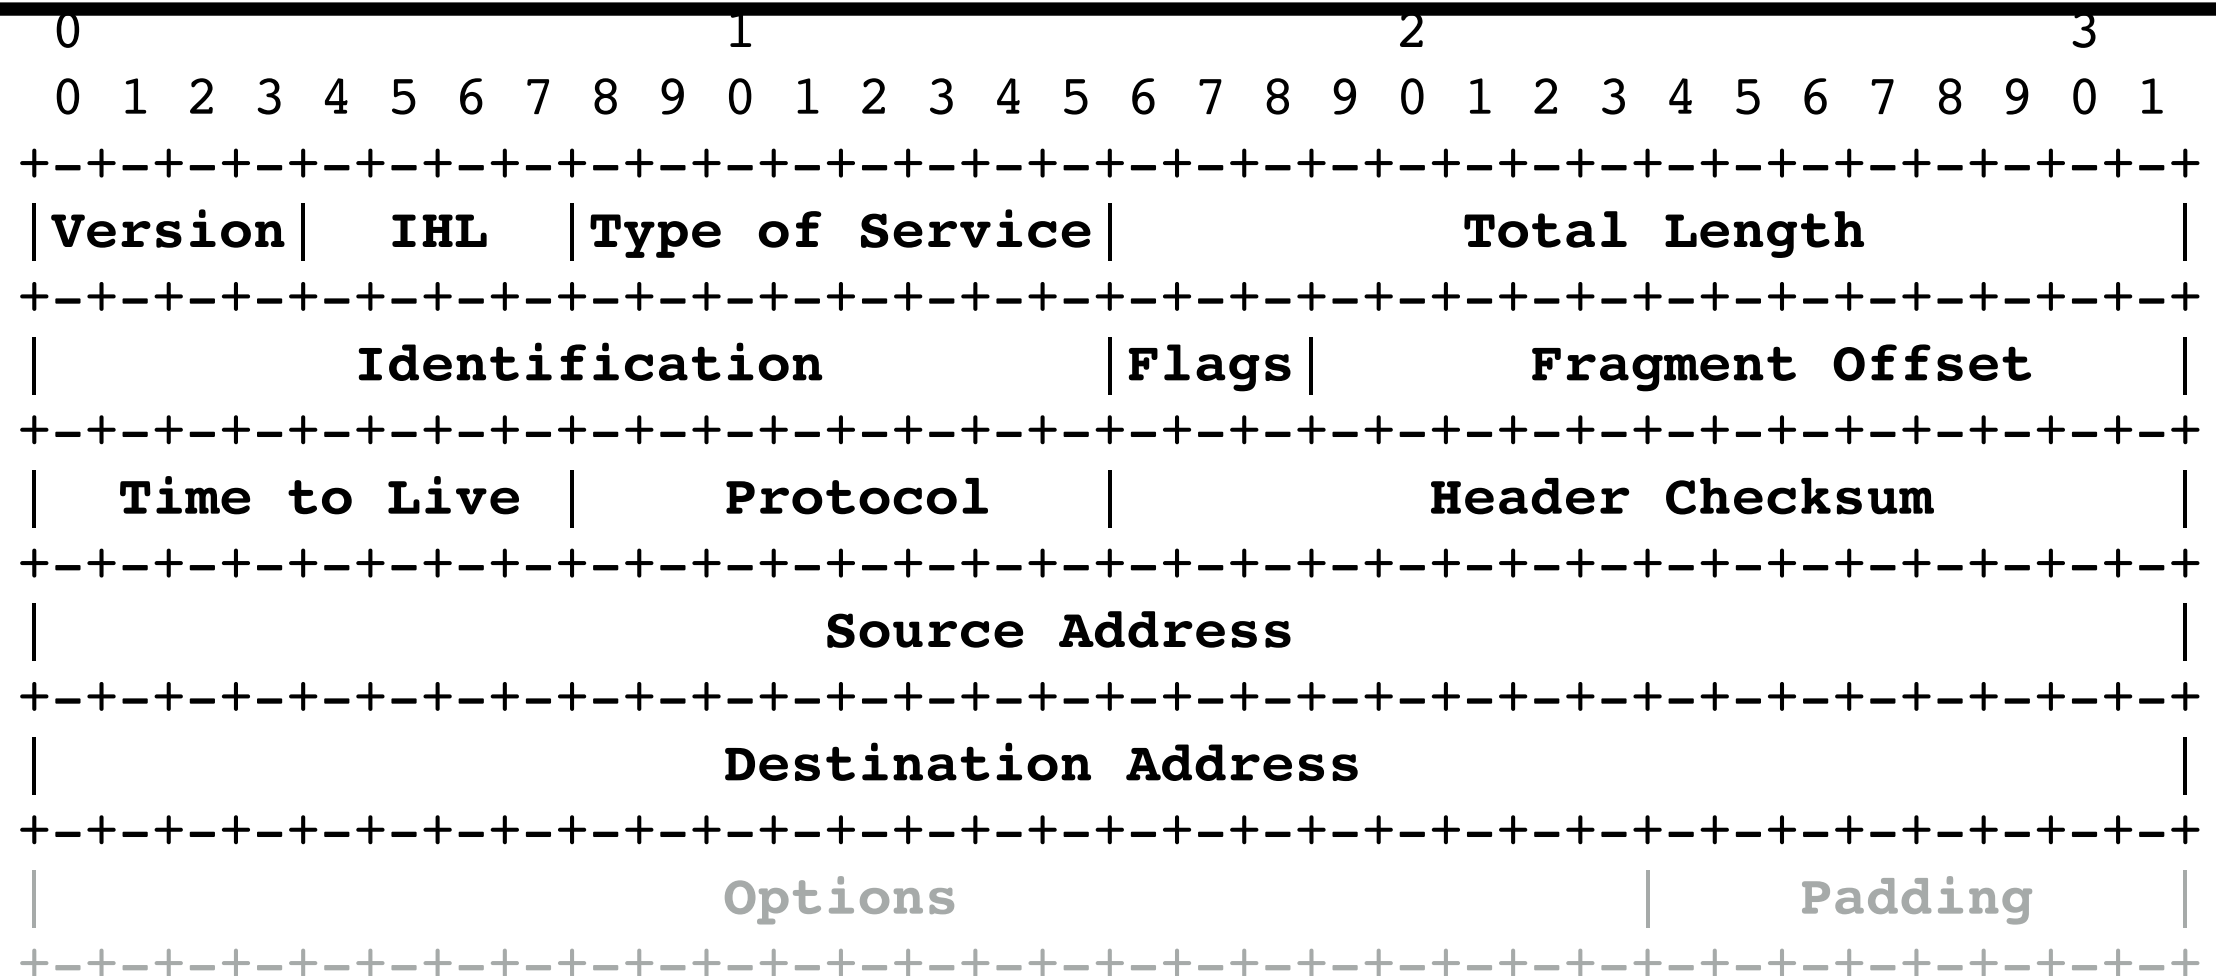 0                   1                   2                   3
0 1 2 3 4 5 6 7 8 9 0 1 2 3 4 5 6 7 8 9 0 1 2 3 4 5 6 7 8 9 0 1
+-+-+-+-+-+-+-+-+-+-+-+-+-+-+-+-+-+-+-+-+-+-+-+-+-+-+-+-+-+-+-+-+
|Version|  IHL  |Type of Service|          Total Length         |
+-+-+-+-+-+-+-+-+-+-+-+-+-+-+-+-+-+-+-+-+-+-+-+-+-+-+-+-+-+-+-+-+
|         Identification        |Flags|      Fragment Offset    |
+-+-+-+-+-+-+-+-+-+-+-+-+-+-+-+-+-+-+-+-+-+-+-+-+-+-+-+-+-+-+-+-+
|  Time to Live |    Protocol   |         Header Checksum       |
+-+-+-+-+-+-+-+-+-+-+-+-+-+-+-+-+-+-+-+-+-+-+-+-+-+-+-+-+-+-+-+-+
|                       Source Address                          |
+-+-+-+-+-+-+-+-+-+-+-+-+-+-+-+-+-+-+-+-+-+-+-+-+-+-+-+-+-+-+-+-+
|                    Destination Address                        |
+-+-+-+-+-+-+-+-+-+-+-+-+-+-+-+-+-+-+-+-+-+-+-+-+-+-+-+-+-+-+-+-+
|                    Options                    |    Padding    |
+-+-+-+-+-+-+-+-+-+-+-+-+-+-+-+-+-+-+-+-+-+-+-+-+-+-+-+-+-+-+-+-+